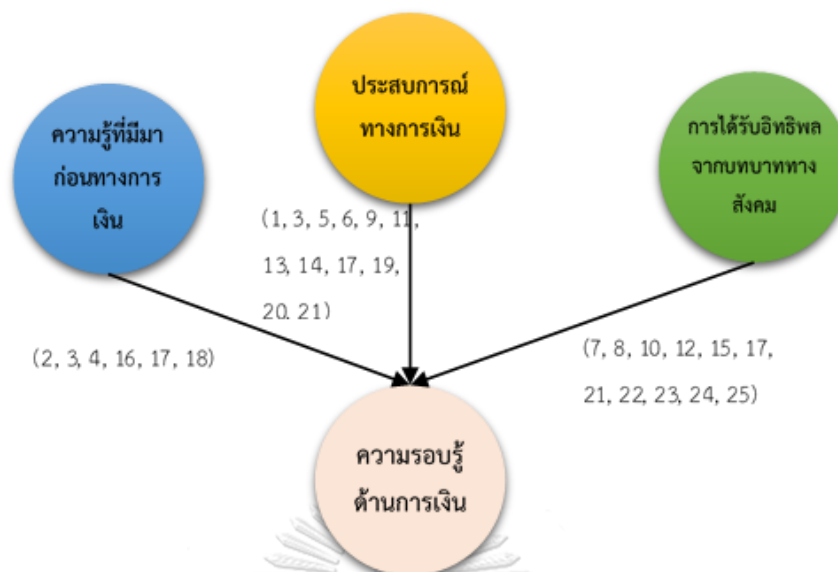 ความรู้ที่มีมา
ก่อนทางการ
เงิน
ประสบการณ์
ทางการเงิน
การได้รับอิทธิพล
จากบทบาททาง
สังคม
(1, 3, 5, 6, 9, 11,
13, 14, 17, 19,
20. 21)
(2, 3, 4, 16, 17, 18)
(7, 8, 10, 12, 15, 17,
21, 22, 23, 24, 25)
ความรอบรู้
ด้านการเงิน